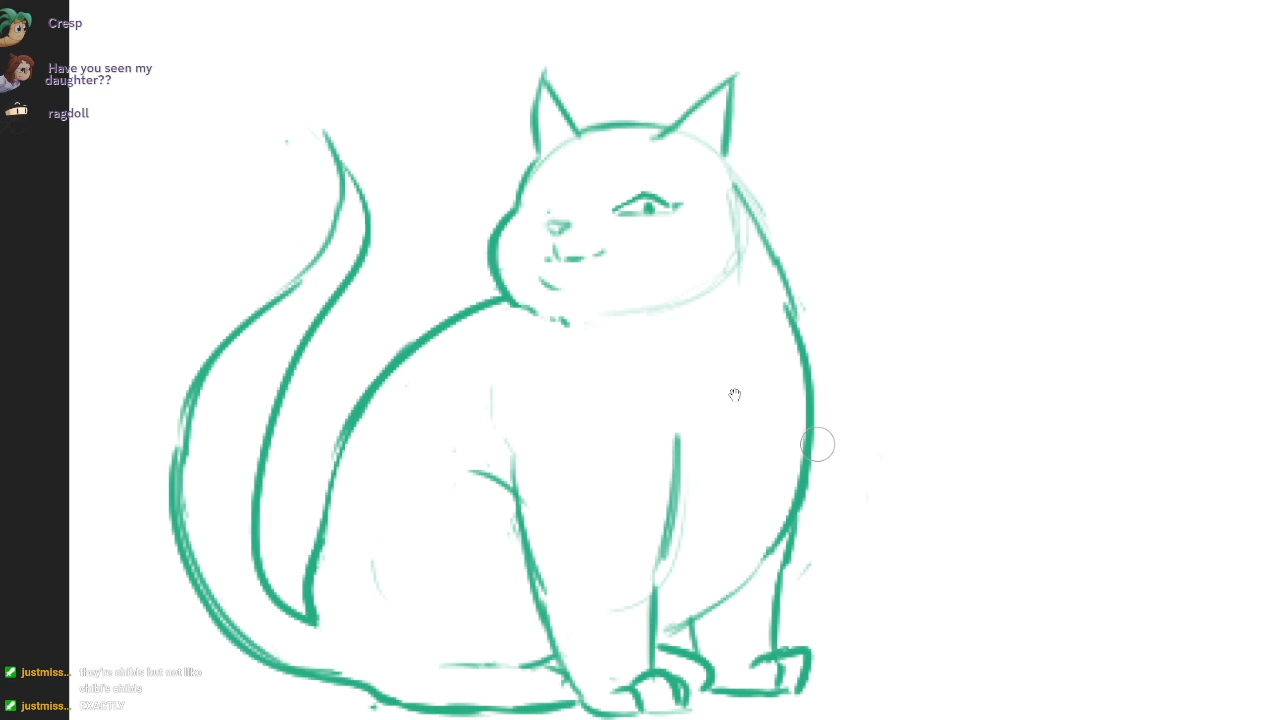 Cresp
Have you seen my
daughter??
ragdoll
justmiss... they're chibis but not like
chibi's chibis
justmiss... EXACTLY